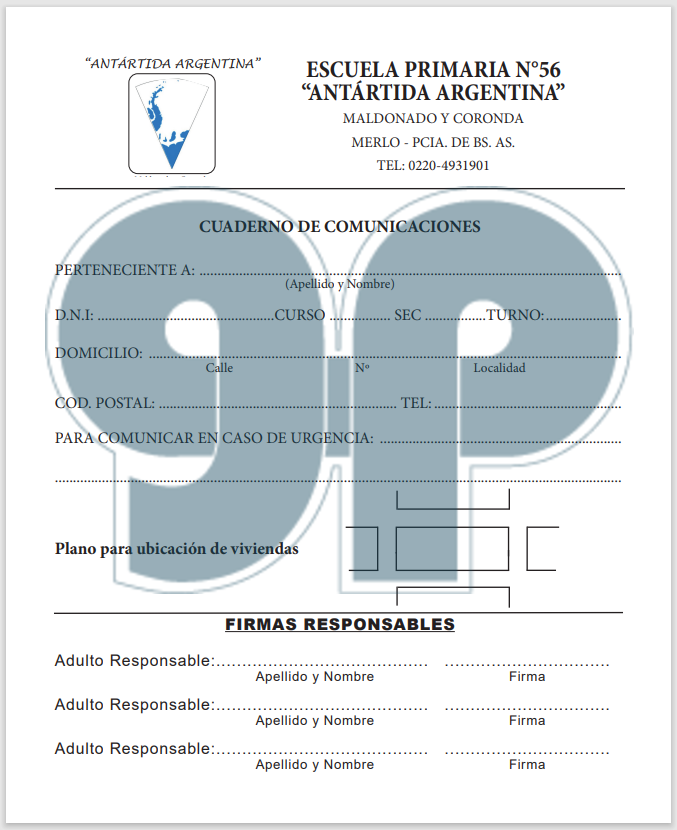 “ANTÁRTIDA ARGENTINA”
ESCUELA PRIMARIA N°56
“ANTÁRTIDA ARGENTINA”
MALDONADO Y CORONDA
MERLO - PCIA. DE BS. AS.
TEL: 0220-4931901
gp
CUADERNO DE COMUNICACIONES
PERTENECIENTE A: ............................................................
(Apellido y Nombre)
D.N.I: .................................................CURSO ................. SEC .................TURNO:.....................
DOMICILIO: ............................................................
Calle Nº Localidad
COD. POSTAL: ............................................................ TEL: ............................................................
PARA COMUNICAR EN CASO DE URGENCIA: ............................................................
............................................................
Plano para ubicación de viviendas
FIRMAS RESPONSABLES
Adulto Responsable:........................................ ...............................
Apellido y Nombre Firma
Adulto Responsable:........................................ ...............................
Apellido y Nombre Firma
Adulto Responsable:........................................ ...............................
Apellido y Nombre Firma